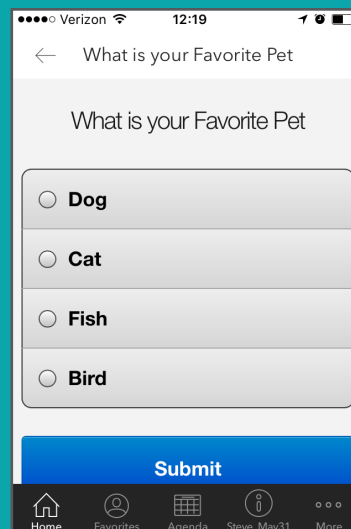 Verizon 12:19
What is your Favorite Pet
What is your Favorite Pet
Dog
Cat
Fish
Bird
Submit
Home Favorites Agenda Steve_May31 More